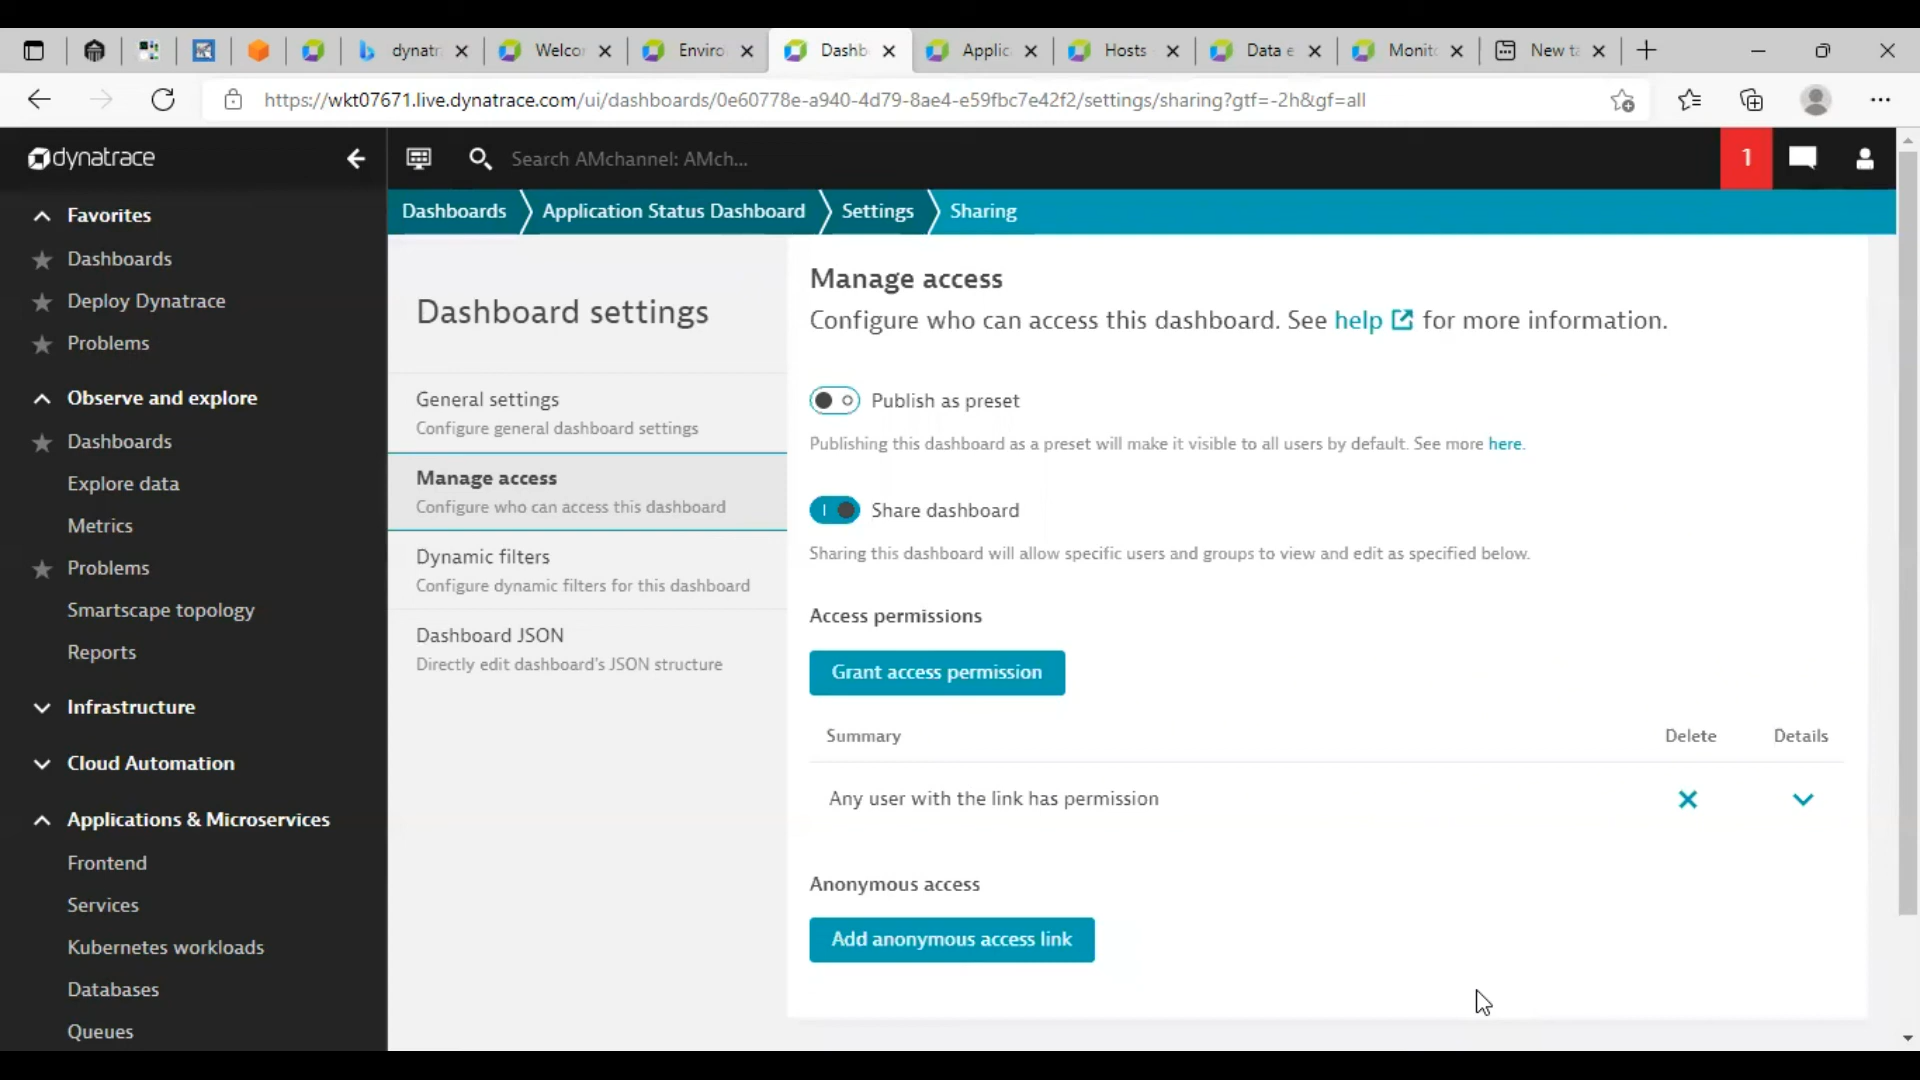 dynatr
Welco
Enviro
Dashb
Applic
Hosts
Data e
Monito
New ta
https://wkt07671.live.dynatrace.com/ui/dashboards/0e60778e-a940-4d79-8ae4-e59fbc7e42f2/settings/sharing?gtf=-2h&gf=all
dynatrace
Search AMchannel: AMch...
1
Dashboards
Application Status Dashboard
Settings
Sharing
Favorites
Dashboards
Deploy Dynatrace
Problems
Observe and explore
Dashboards
Explore data
Metrics
Problems
Smartscape topology
Reports
Infrastructure
Cloud Automation
Applications & Microservices
Frontend
Services
Kubernetes workloads
Databases
Queues
Dashboard settings
General settings
Configure general dashboard settings
Manage access
Configure who can access this dashboard
Dynamic filters
Configure dynamic filters for this dashboard
Dashboard JSON
Directly edit dashboard's JSON structure
Manage access
Configure who can access this dashboard. See help for more information.
Publish as preset
Publishing this dashboard as a preset will make it visible to all users by default. See more here.
Share dashboard
Sharing this dashboard will allow specific users and groups to view and edit as specified below.
Access permissions
Grant access permission
Summary
Delete
Details
Any user with the link has permission
Anonymous access
Add anonymous access link